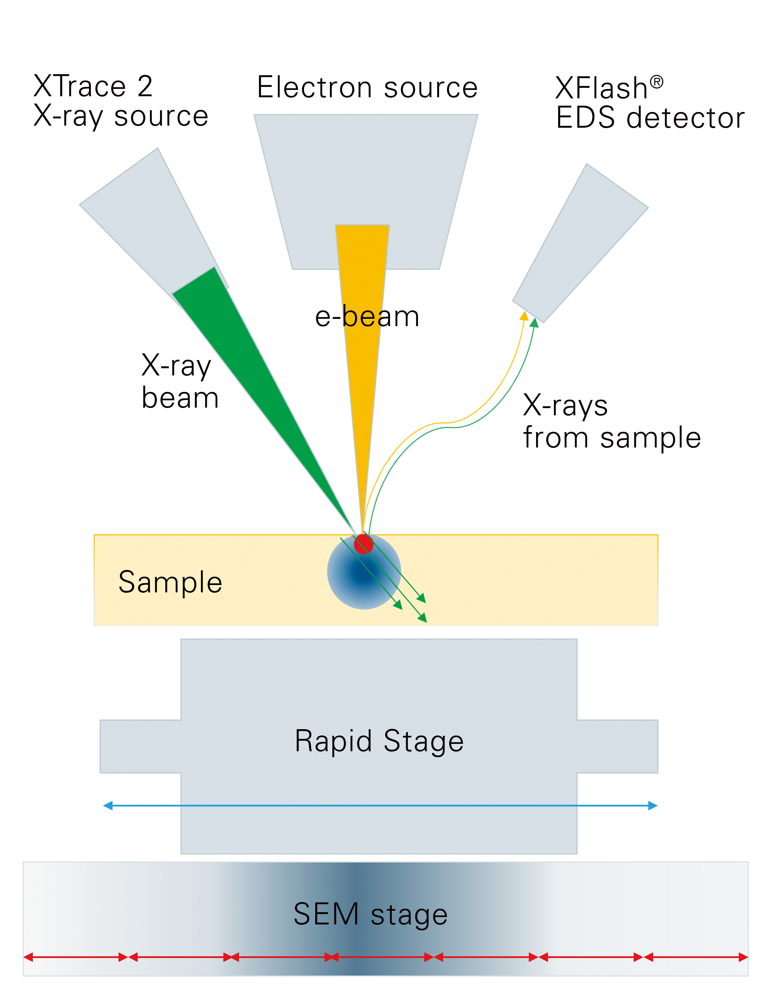 XTrace 2
X-ray source
Electron source
XFlash®
EDS detector
e-beam
X-ray
beam
X-rays
from sample
Sample
Rapid Stage
SEM stage